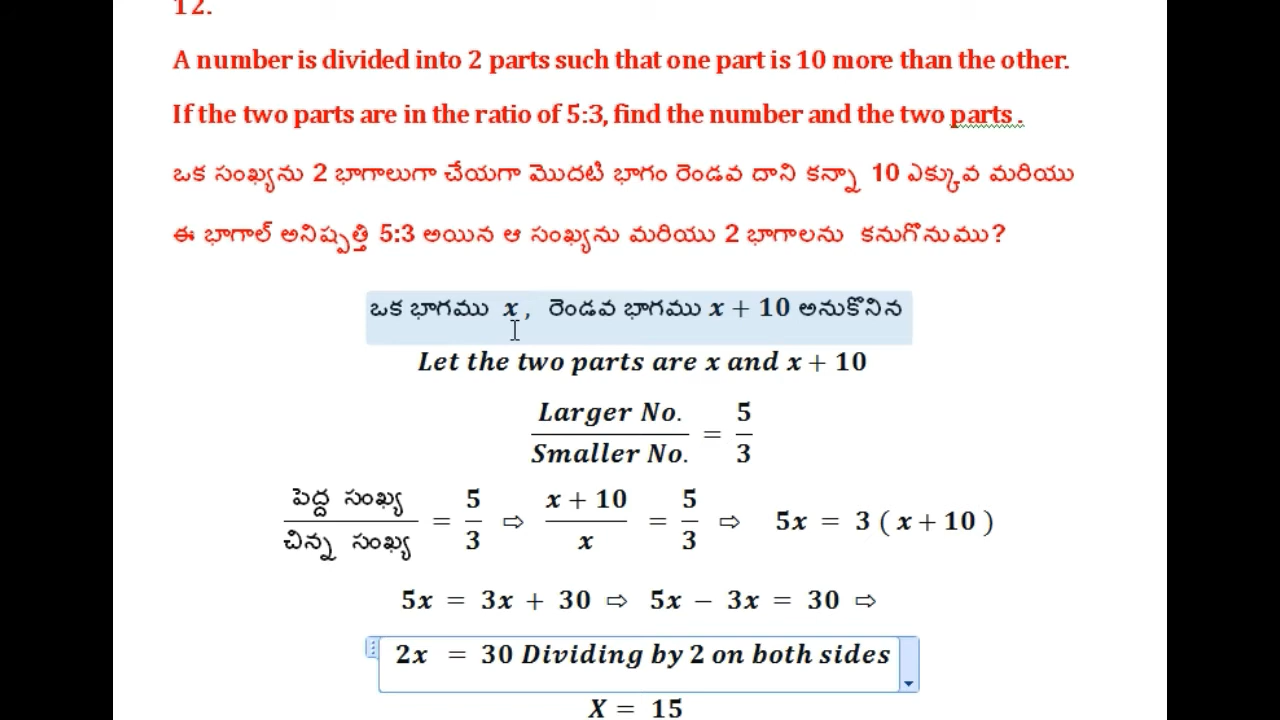 12.
A number is divided into 2 parts such that one part is 10 more than the other.
If the two parts are in the ratio of 5:3, find the number and the two parts .
ఒక సంఖ్యను 2 భాగాలుగా చేయగా మొదటి భాగం రెండవ దాని కన్నా 10 ఎక్కువ మరియు
ఈ భాగాల్ అనిష్పత్తి 5:3 అయిన ఆ సంఖ్యను మరియు 2 భాగాలను కనుగొనుము?
ఒక భాగము x , రెండవ భాగము x + 10 అనుకొనిన
Let the two parts are x and x + 10
Larger No. / Smaller No. = 5 / 3
పెద్ద సంఖ్య / చిన్న సంఖ్య = 5 / 3 ⇨ x + 10 / x = 5 / 3 ⇨ 5x = 3 ( x + 10 )
5x = 3x + 30 ⇨ 5x − 3x = 30 ⇨
2x = 30 Dividing by 2 on both sides
X = 15